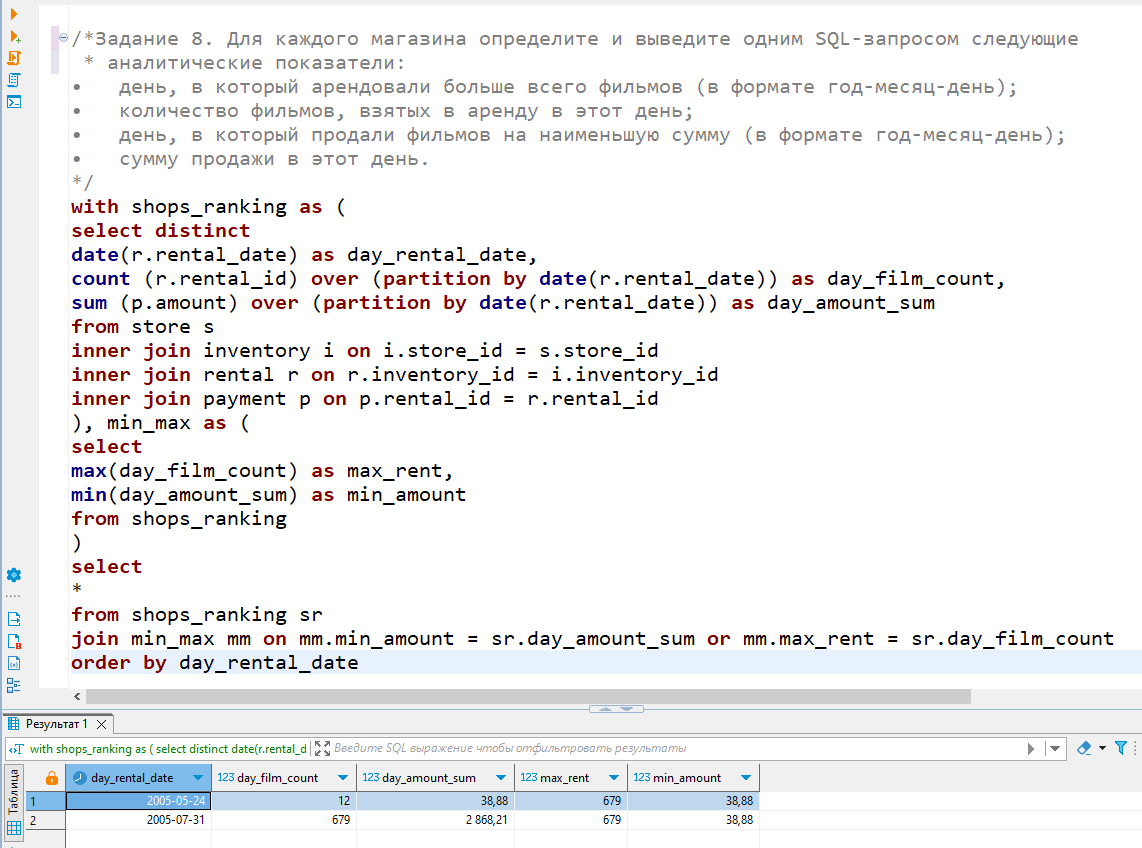 /*Задание 8. Для каждого магазина определите и выведите одним SQL-запросом следующие
* аналитические показатели:
• день, в который арендовали больше всего фильмов (в формате год-месяц-день);
• количество фильмов, взятых в аренду в этот день;
• день, в который продали фильмов на наименьшую сумму (в формате год-месяц-день);
• сумму продажи в этот день.
*/
with shops_ranking as (
select distinct
date(r.rental_date) as day_rental_date,
count (r.rental_id) over (partition by date(r.rental_date)) as day_film_count,
sum (p.amount) over (partition by date(r.rental_date)) as day_amount_sum
from store s
inner join inventory i on i.store_id = s.store_id
inner join rental r on r.inventory_id = i.inventory_id
inner join payment p on p.rental_id = r.rental_id
), min_max as (
select
max(day_film_count) as max_rent,
min(day_amount_sum) as min_amount
from shops_ranking
)
select
*
from shops_ranking sr
join min_max mm on mm.min_amount = sr.day_amount_sum or mm.max_rent = sr.day_film_count
order by day_rental_date
Результат 1
with shops_ranking as ( select distinct date(r.rental_d Введите SQL выражение чтобы отфильтровать результаты
Таблица
day_rental_date 123 day_film_count 123 day_amount_sum 123 max_rent 123 min_amount
1 2005-05-24 12 38,88 679 38,88
2 2005-07-31 679 2 868,21 679 38,88